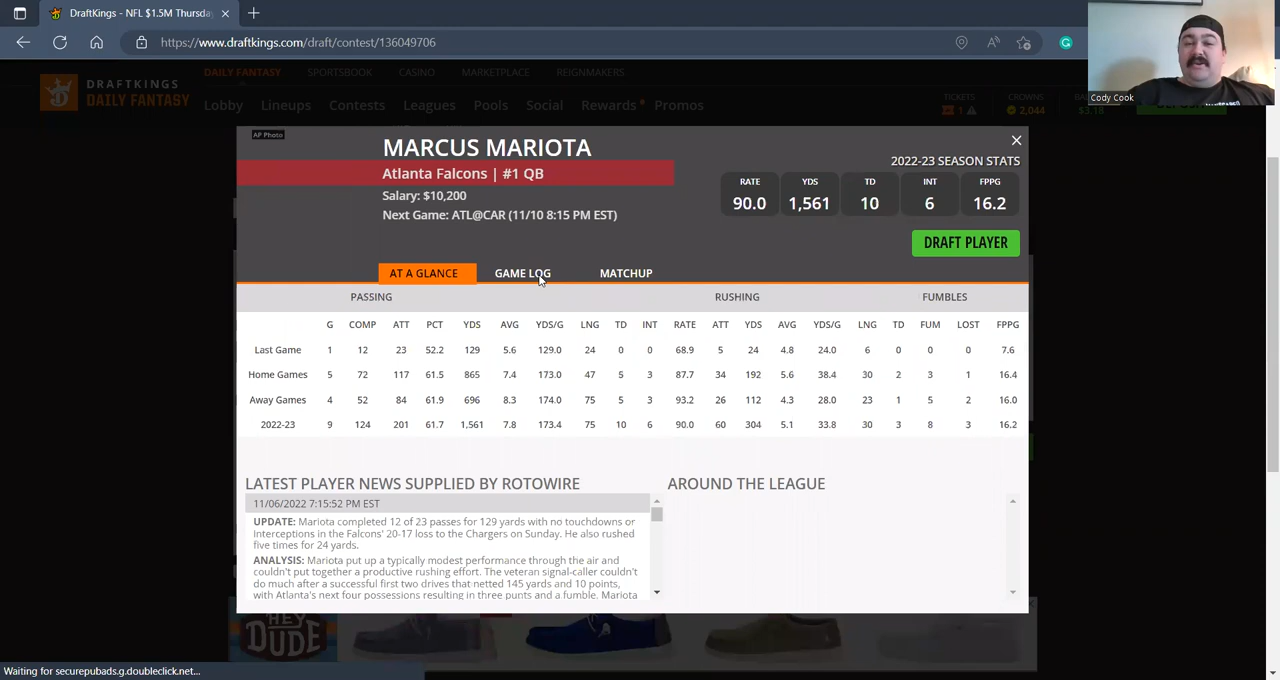 DraftKings - NFL $1.5M Thursda
https://www.draftkings.com/draft/contest/136049706
Cody Cook
DRAFTKINGS
DAILY FANTASY
DAILY FANTASY SPORTSBOOK CASINO MARKETPLACE REIGNMAKERS
Lobby Lineups Contests Leagues Pools Social Rewards Promos
TICKETS CROWNS
1 2,044 $3.18
AP Photo
MARCUS MARIOTA
Atlanta Falcons | #1 QB
Salary: $10,200
Next Game: ATL@CAR (11/10 8:15 PM EST)
2022-23 SEASON STATS
RATE YDS TD INT FPPG
90.0 1,561 10 6 16.2
DRAFT PLAYER
AT A GLANCE GAME LOG MATCHUP
PASSING RUSHING FUMBLES
G COMP ATT PCT YDS AVG YDS/G LNG TD INT RATE ATT YDS AVG YDS/G LNG TD FUM LOST FPPG
Last Game 1 12 23 52.2 129 5.6 129.0 24 0 0 68.9 5 24 4.8 24.0 6 0 0 0 7.6
Home Games 5 72 117 61.5 865 7.4 173.0 47 5 3 87.7 34 192 5.6 38.4 30 2 3 1 16.4
Away Games 4 52 84 61.9 696 8.3 174.0 75 5 3 93.2 26 112 4.3 28.0 23 1 5 2 16.0
2022-23 9 124 201 61.7 1,561 7.8 173.4 75 10 6 90.0 60 304 5.1 33.8 30 3 8 3 16.2
LATEST PLAYER NEWS SUPPLIED BY ROTOWIRE
11/06/2022 7:15:52 PM EST
UPDATE: Mariota completed 12 of 23 passes for 129 yards with no touchdowns or
interceptions in the Falcons' 20-17 loss to the Chargers on Sunday. He also rushed
five times for 24 yards.
ANALYSIS: Mariota put up a typically modest performance through the air and
couldn't put together a productive rushing effort. The veteran signal-caller couldn't
do much after a successful first two drives that netted 145 yards and 10 points,
with Atlanta's next four possessions resulting in three punts and a fumble. Mariota
AROUND THE LEAGUE
HEY
DUDE
Waiting for securepubads.g.doubleclick.net...